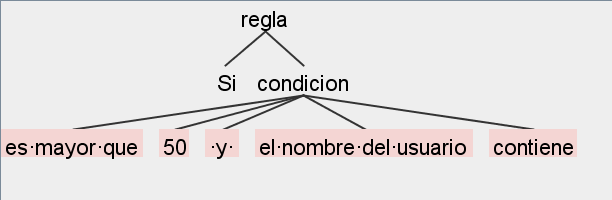 regla
Si condicion
es·mayor·que 50 ·y· el·nombre·del·usuario contiene